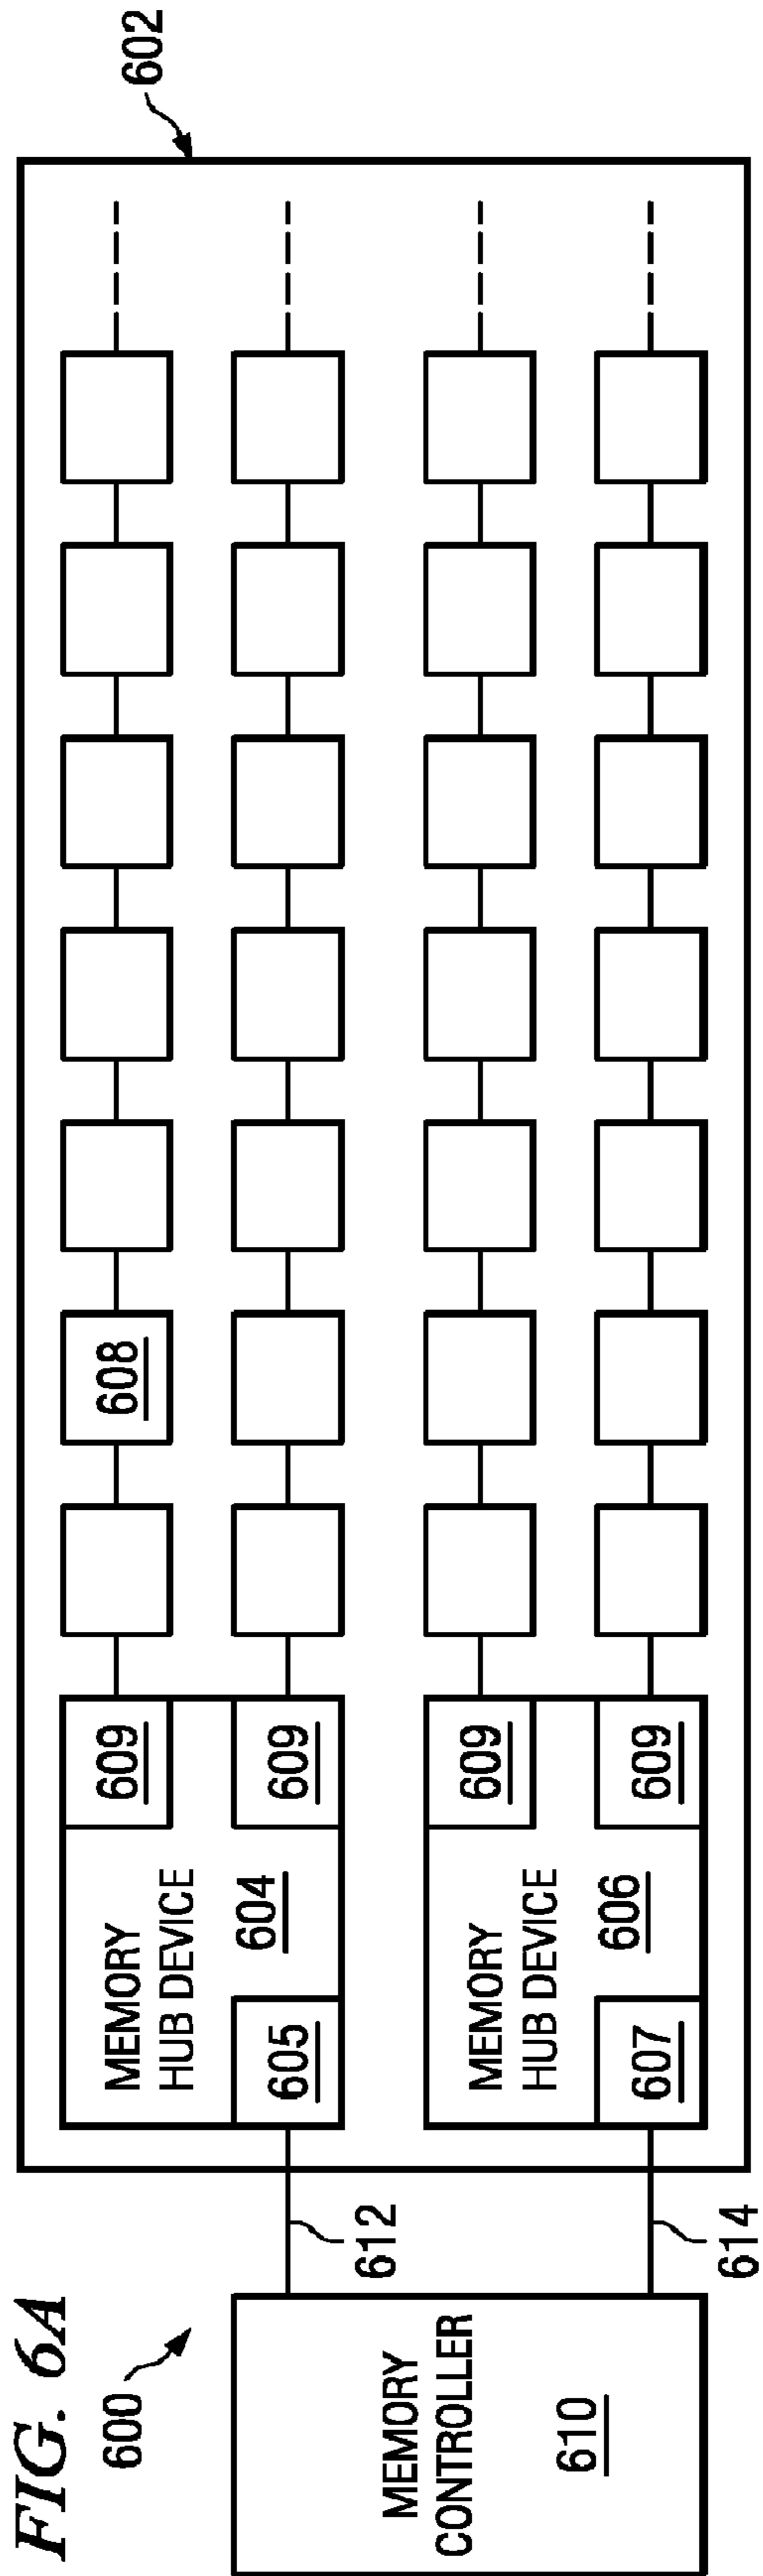 FIG. 6A
600
602
MEMORY
CONTROLLER
610
612
614
MEMORY
HUB DEVICE
604
605
609
609
608
MEMORY
HUB DEVICE
606
607
609
609